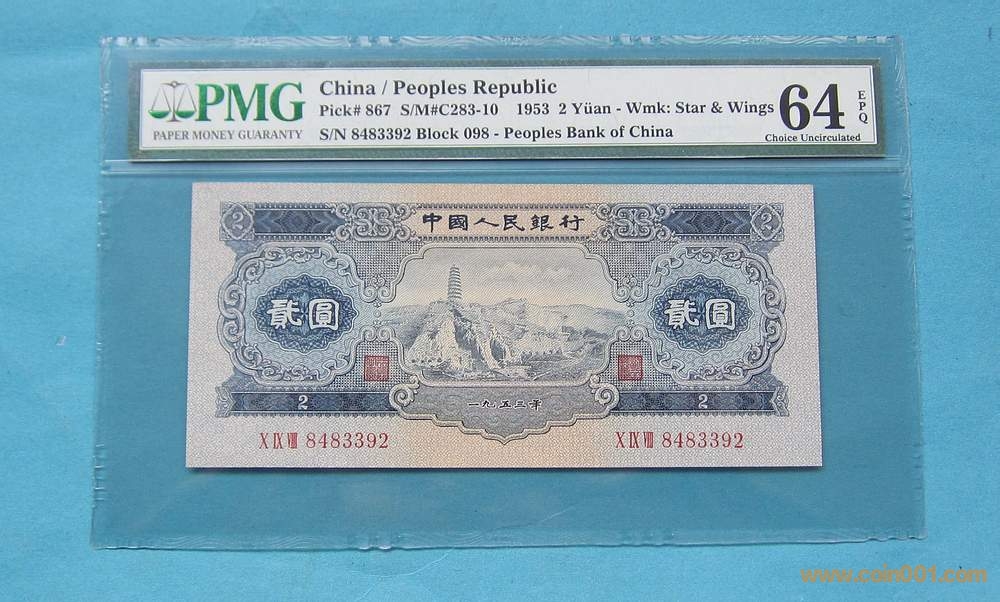 PMG
PAPER MONEY GUARANTY
China / Peoples Republic
Pick# 867 S/M#C283-10 1953 2 Yüan - Wmk: Star & Wings
S/N 8483392 Block 098 - Peoples Bank of China
64 EPQ
Choice Uncirculated
2 2
中國人民銀行
貳圓 貳圓
一九五三年
2 2
X IX VIII 8483392 X IX VIII 8483392
www.coin001.com